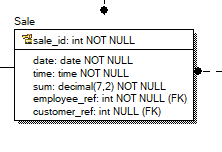 Sale
sale_id: int NOT NULL
date: date NOT NULL
time: time NOT NULL
sum: decimal(7,2) NOT NULL
employee_ref: int NOT NULL (FK)
customer_ref: int NULL (FK)